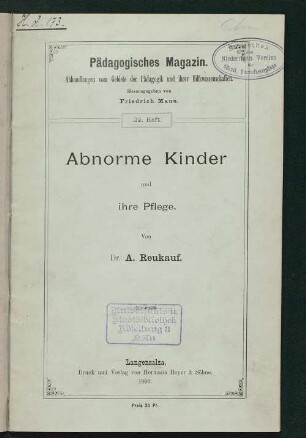 Pädagogisches Magazin.
Abhandlungen vom Gebiete der Pädagogik und ihrer Hilfswissenschaften.
Herausgegeben von
Friedrich Mann.
Heft.
Abnorme Kinder
und
ihre Pflege.
Von
Dr. A. Reukauf.
Langensalza,
Druck und Verlag von Hermann Beyer & Söhne.
Preis Pf.